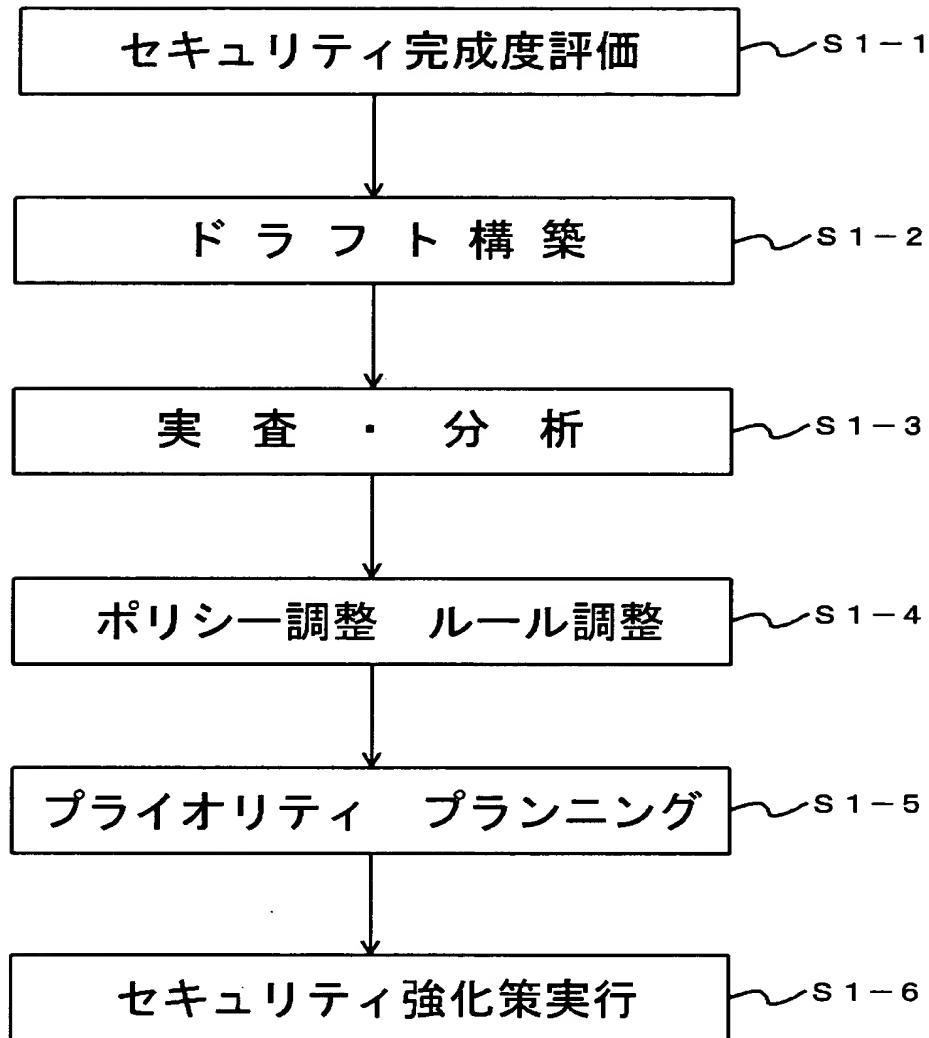 セキュリティ完成度評価 S1-1
ドラフト構築 S1-2
実査・分析 S1-3
ポリシー調整 ルール調整 S1-4
プライオリティ プランニング S1-5
セキュリティ強化策実行 S1-6